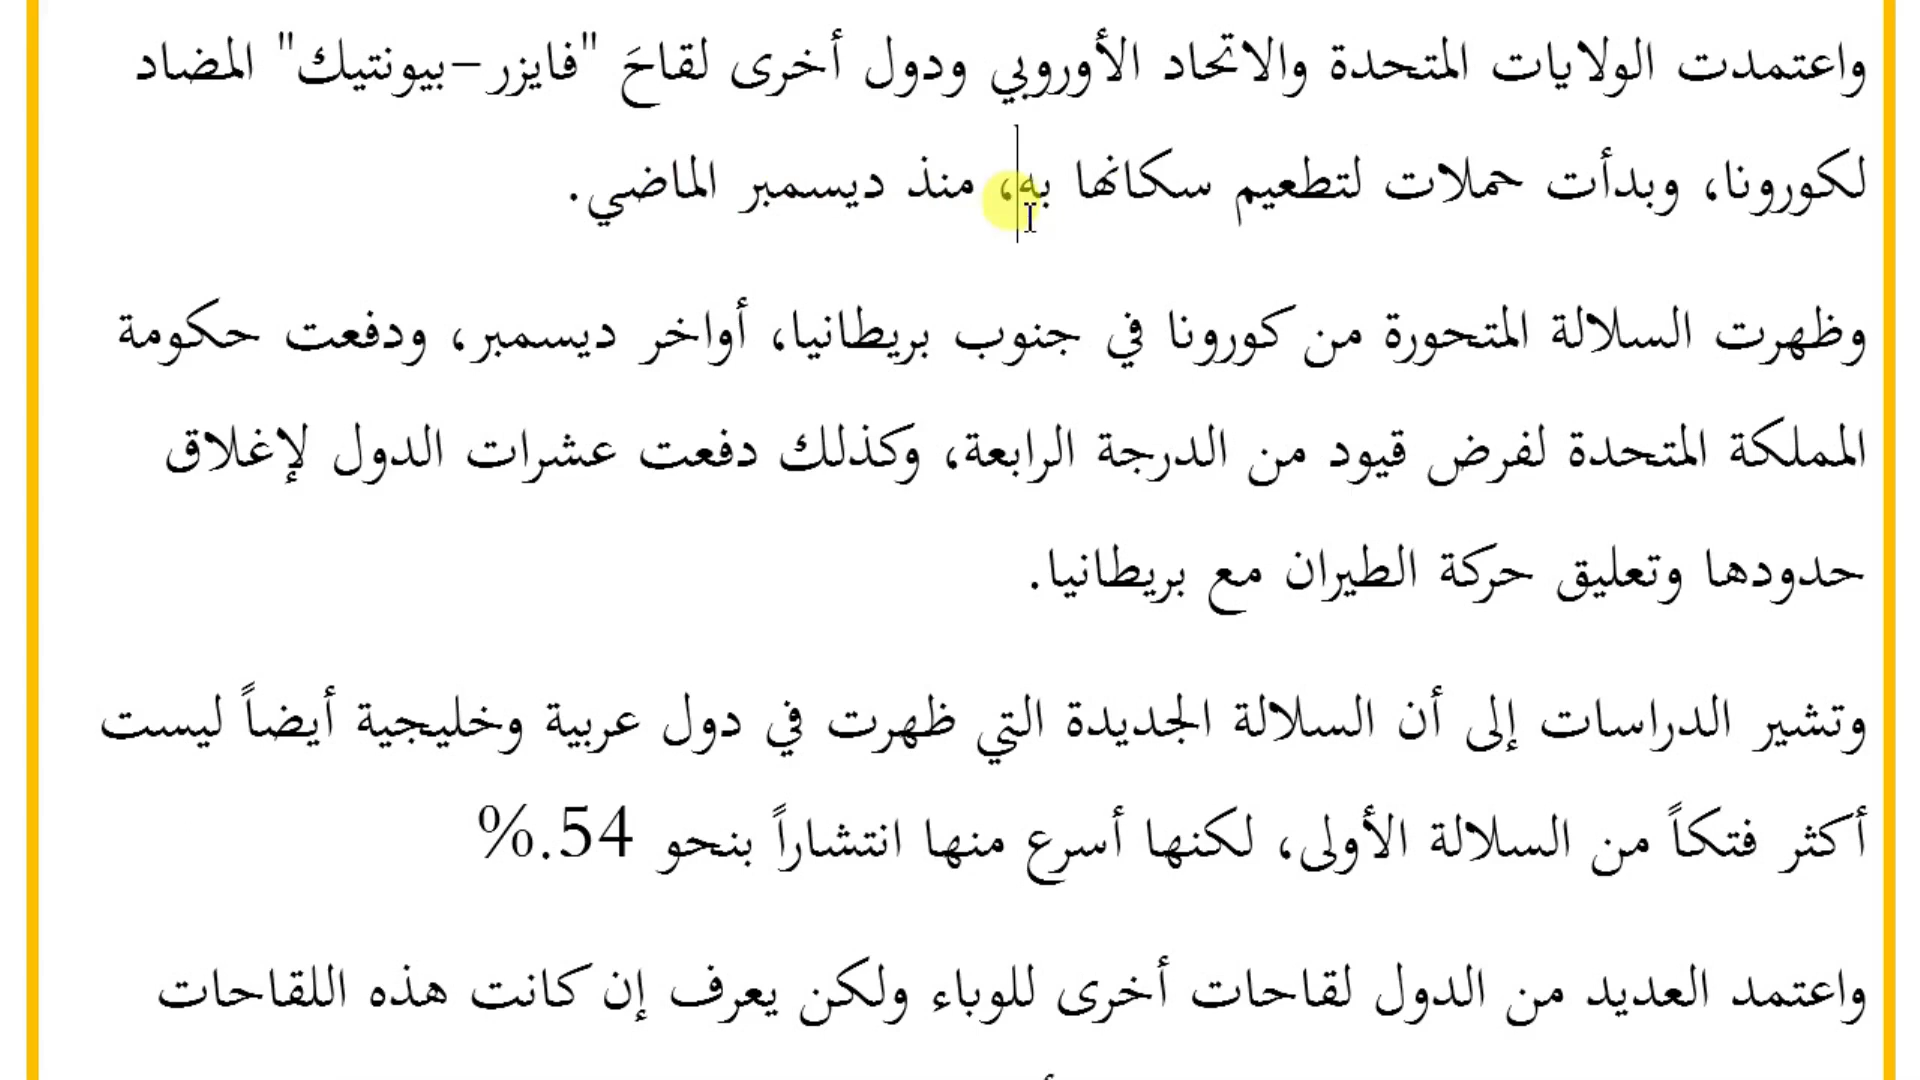 واعتمدت الولايات المتحدة والاتحاد الأوروبي ودول أخرى لقاحَ "فايزر-بيونتيك" المضاد
لكورونا، وبدأت حملات لتطعيم سكانها به، منذ ديسمبر الماضي.
وظهرت السلالة المتحورة من كورونا في جنوب بريطانيا، أواخر ديسمبر، ودفعت حكومة
المملكة المتحدة لفرض قيود من الدرجة الرابعة، وكذلك دفعت عشرات الدول لإغلاق
حدودها وتعليق حركة الطيران مع بريطانيا.
وتشير الدراسات إلى أن السلالة الجديدة التي ظهرت في دول عربية وخليجية أيضاً ليست
أكثر فتكاً من السلالة الأولى، لكنها أسرع منها انتشاراً بنحو 54.%
واعتمد العديد من الدول لقاحات أخرى للوباء ولكن يعرف إن كانت هذه اللقاحات